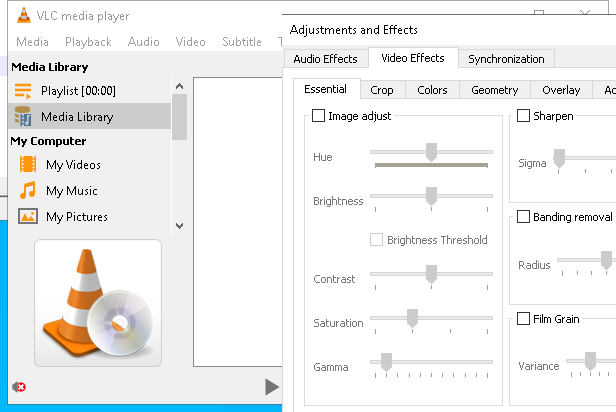 VLC media player
Media Playback Audio Video Subtitle
Media Library
Playlist [00:00]
Media Library
My Computer
My Videos
My Music
My Pictures
Adjustments and Effects
Audio Effects Video Effects Synchronization
Essential Crop Colors Geometry Overlay
Image adjust
Hue
Brightness
Brightness Threshold
Contrast
Saturation
Gamma
Sharpen
Sigma
Banding removal
Radius
Film Grain
Variance